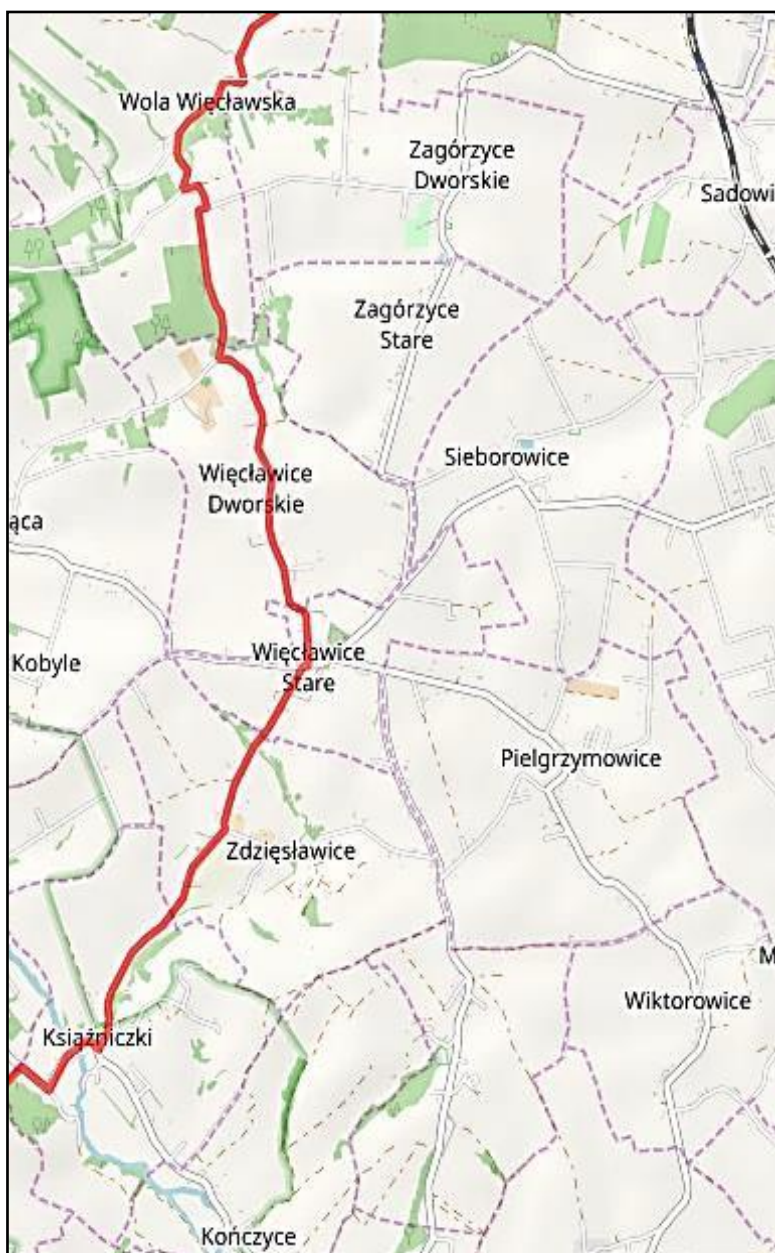 Wola Więcławska
Zagórzyce
Dworskie
Sadowi
Zagórzyce
Stare
Sieborowice
Więcławice
Dworskie
ąca
Kobyle
Więcławice
Stare
Pielgrzymowice
Zdzięsławice
M
Wiktorowice
Książniczki
Kończyce